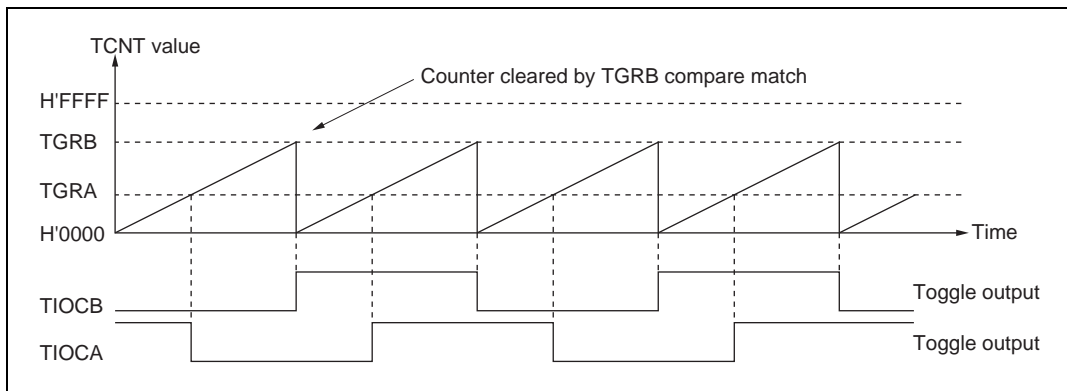 TCNT value
Counter cleared by TGRB compare match
H'FFFF
TGRB
TGRA
H'0000
Time
TIOCB
Toggle output
TIOCA
Toggle output